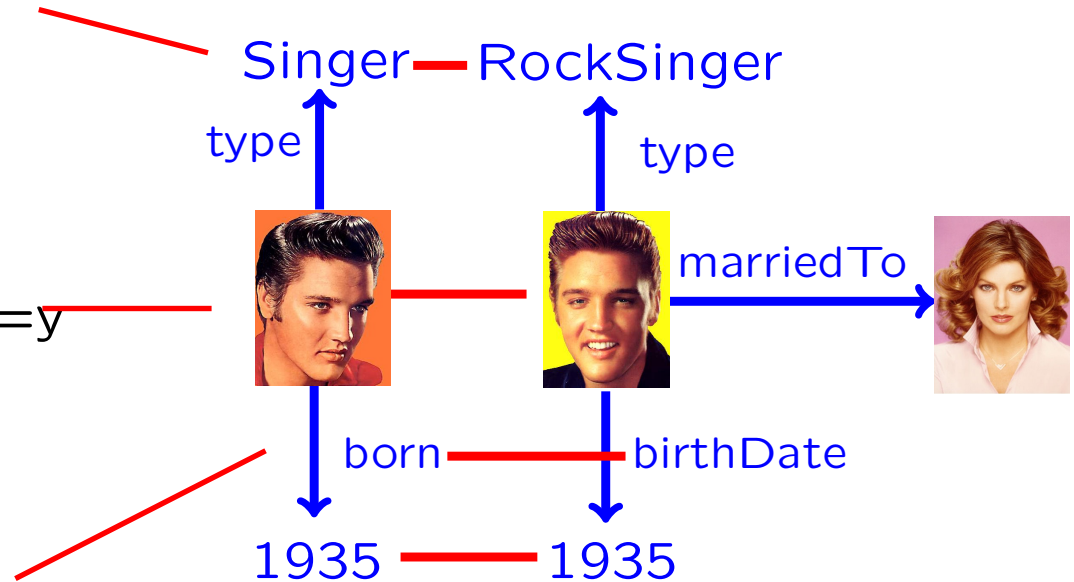 Singer RockSinger
type type
marriedTo
=y
born birthDate
1935 1935